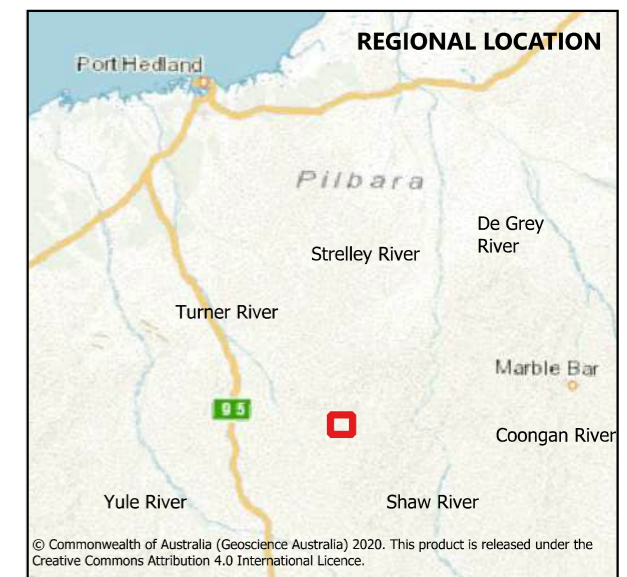 REGIONAL LOCATION
Port Hedland
Pilbara
De Grey
River
Strelley River
Turner River
Marble Bar
95
Coongan River
Yule River
Shaw River
© Commonwealth of Australia (Geoscience Australia) 2020. This product is released under the
Creative Commons Attribution 4.0 International Licence.